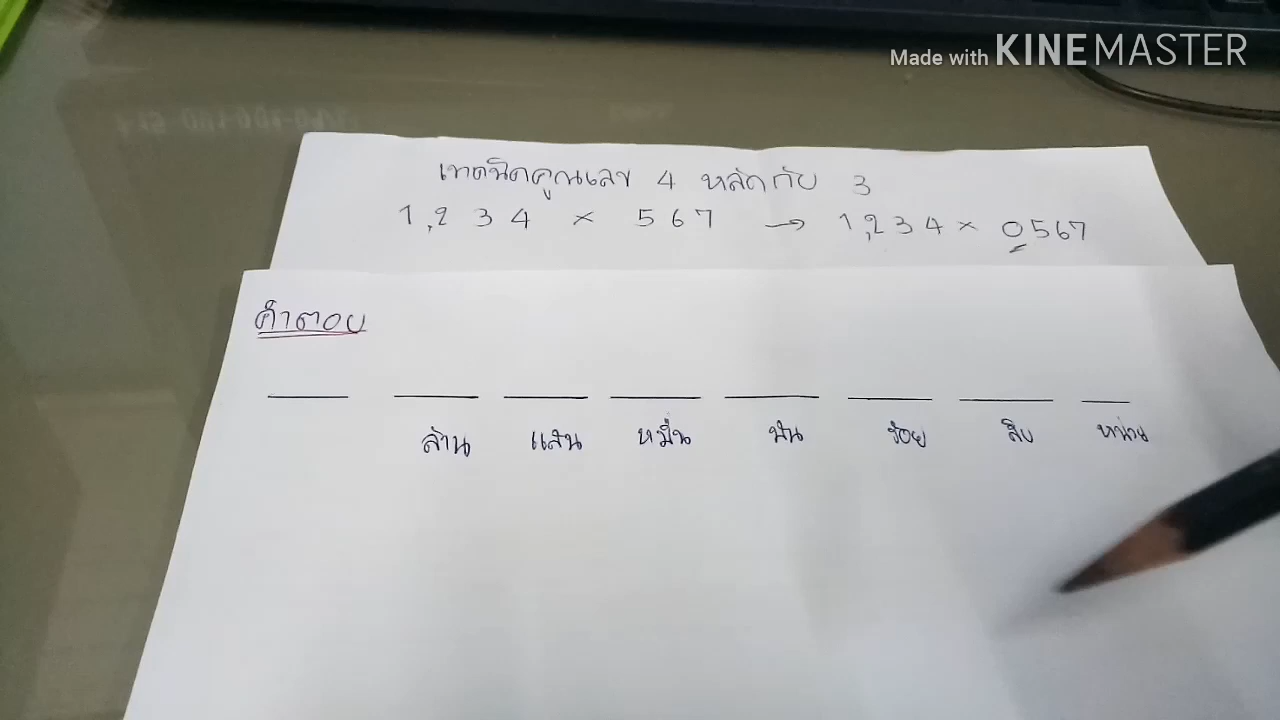 Made with KINEMASTER
เทคนิคคูณเลข 4 หลักกับ 3
1,234 × 567 → 1,234 × 0567
คำตอบ
ล้าน แสน หมื่น พัน ร้อย สิบ หน่วย